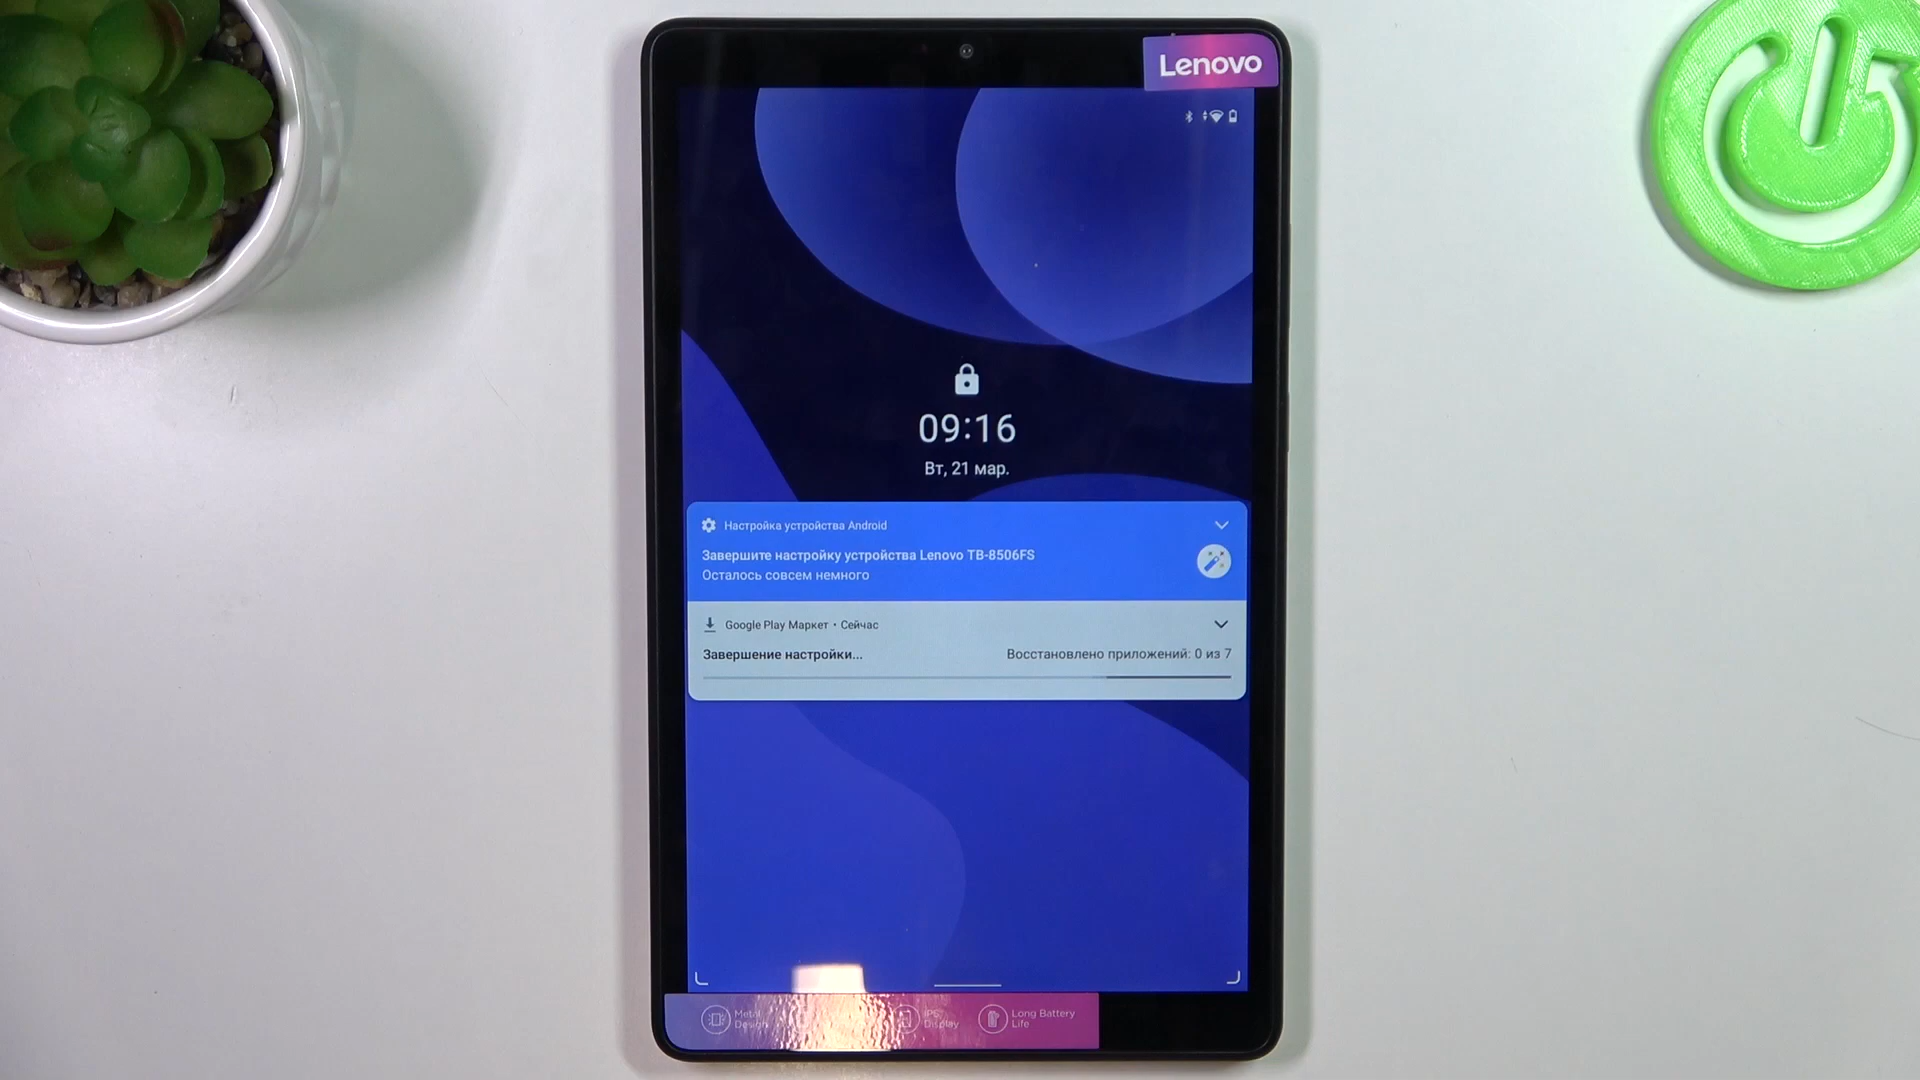 Lenovo
09:16
Вт, 21 мар.
Настройка устройства Android
Завершите настройку устройства Lenovo TB-8506FS
Осталось совсем немного
Google Play Маркет • Сейчас
Завершение настройки...
Восстановлено приложений: 0 из 7
Metal
Design
IPS
Display
Long Battery
Life